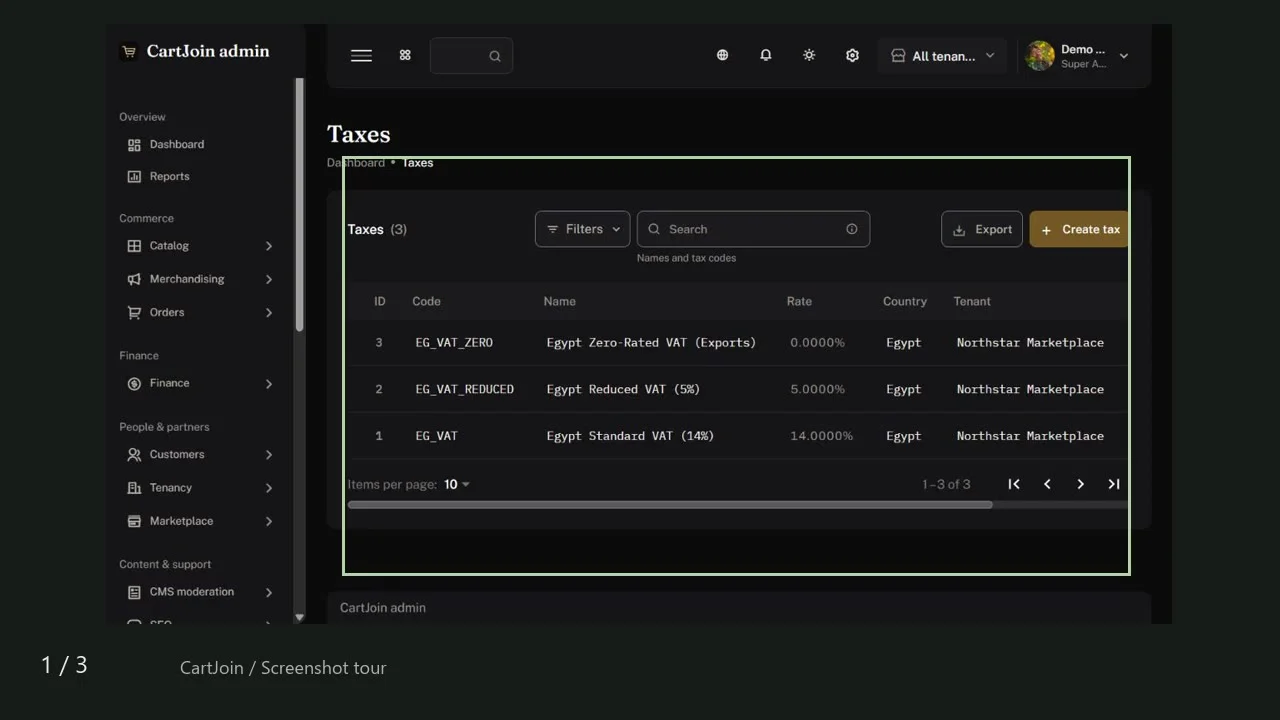 CartJoin admin
All tenan...
Demo ...
Super A...
Overview
Dashboard
Reports
Commerce
Catalog
Merchandising
Orders
Finance
Finance
People & partners
Customers
Tenancy
Marketplace
Content & support
CMS moderation
SEO
Taxes
Dashboard • Taxes
Taxes (3)
Filters
Search
Names and tax codes
Export
+ Create tax
ID Code Name Rate Country Tenant
3 EG_VAT_ZERO Egypt Zero-Rated VAT (Exports) 0.0000% Egypt Northstar Marketplace
2 EG_VAT_REDUCED Egypt Reduced VAT (5%) 5.0000% Egypt Northstar Marketplace
1 EG_VAT Egypt Standard VAT (14%) 14.0000% Egypt Northstar Marketplace
Items per page: 10
1–3 of 3
CartJoin admin
1 / 3
CartJoin / Screenshot tour